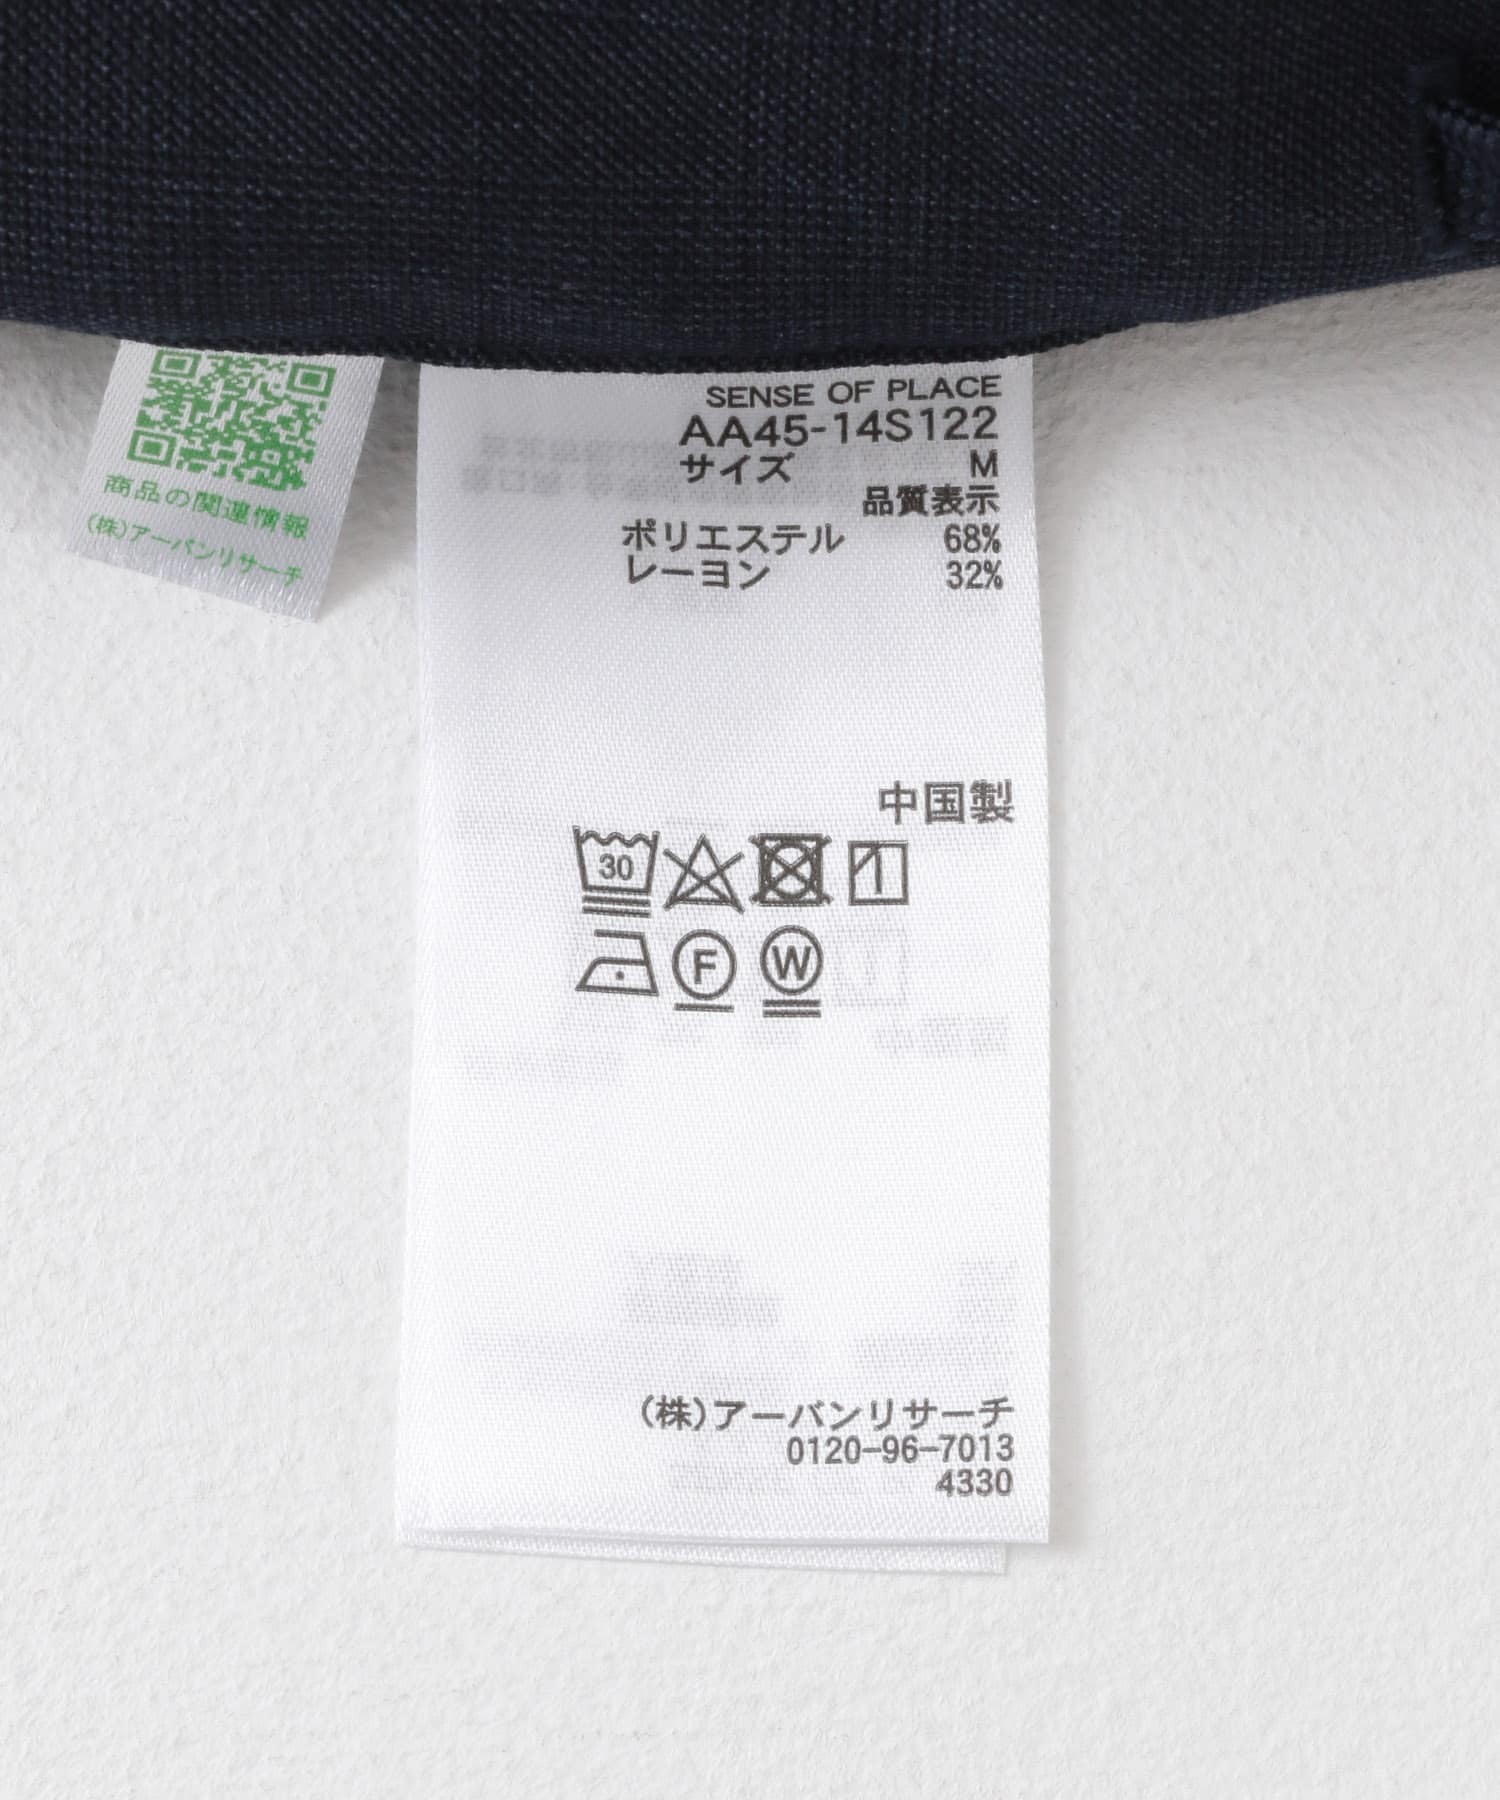 商品の関連情報
(株)アーバンリサーチ
SENSE OF PLACE
AA45-14S122
サイズ M
品質表示
ポリエステル 68%
レーヨン 32%
中国製
30
F W
(株)アーバンリサーチ
0120-96-7013
4330